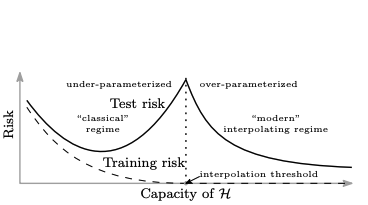 under-parameterized
over-parameterized
Test risk
"classical"
regime
"modern"
interpolating regime
Risk
Training risk
interpolation threshold
Capacity of ℋ